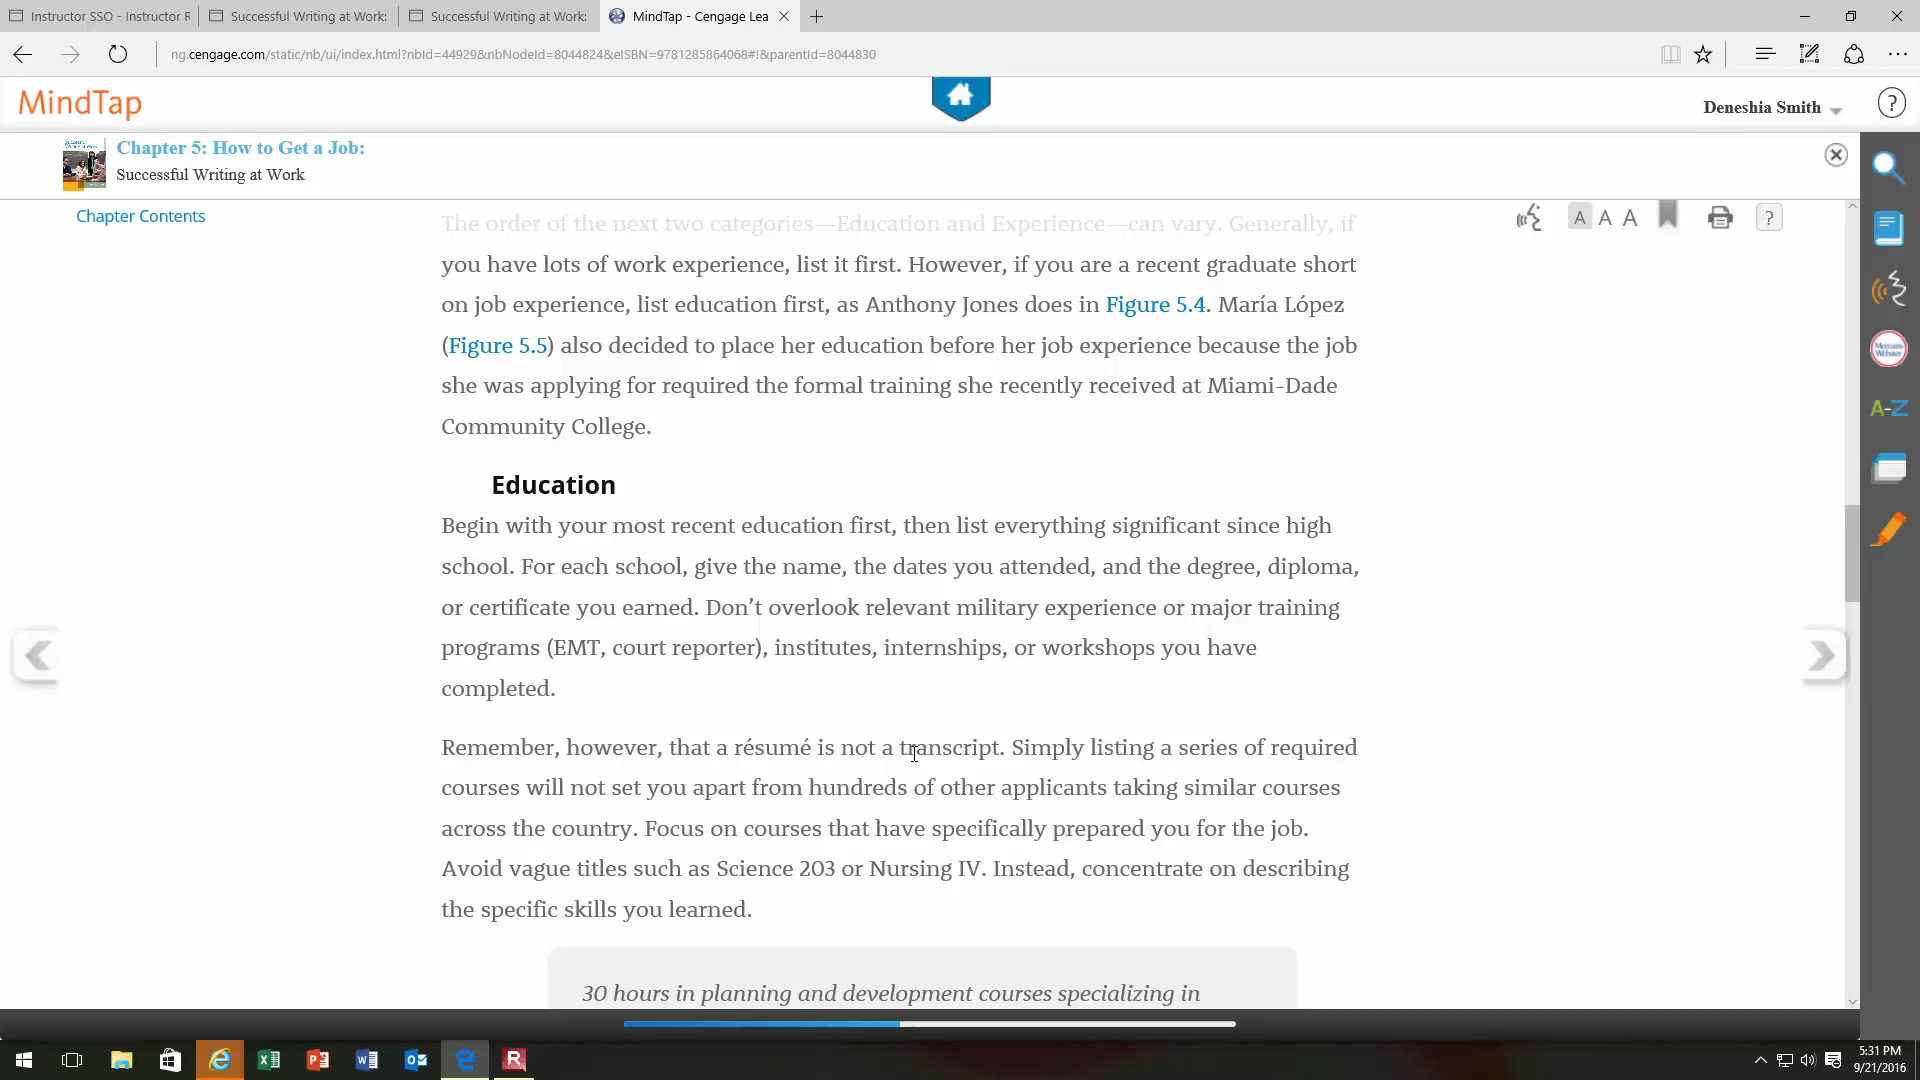 Instructor SSO - Instructor R
Successful Writing at Work:
Successful Writing at Work:
MindTap - Cengage Lea
ng.cengage.com/static/nb/ui/index.html?nbId=44929&nbNodeId=8044824&eISBN=9781285864068#!&parentId=8044830
MindTap
Deneshia Smith
?
Chapter 5: How to Get a Job:
Successful Writing at Work
Chapter Contents
A A A
?
The order of the next two categories—Education and Experience—can vary. Generally, if
you have lots of work experience, list it first. However, if you are a recent graduate short
on job experience, list education first, as Anthony Jones does in Figure 5.4. María López
(Figure 5.5) also decided to place her education before her job experience because the job
she was applying for required the formal training she recently received at Miami-Dade
Community College.
Merriam-
Webster
A-Z
Education
Begin with your most recent education first, then list everything significant since high
school. For each school, give the name, the dates you attended, and the degree, diploma,
or certificate you earned. Don’t overlook relevant military experience or major training
programs (EMT, court reporter), institutes, internships, or workshops you have
completed.
Remember, however, that a résumé is not a transcript. Simply listing a series of required
courses will not set you apart from hundreds of other applicants taking similar courses
across the country. Focus on courses that have specifically prepared you for the job.
Avoid vague titles such as Science 203 or Nursing IV. Instead, concentrate on describing
the specific skills you learned.
30 hours in planning and development courses specializing in
5:31 PM
9/21/2016